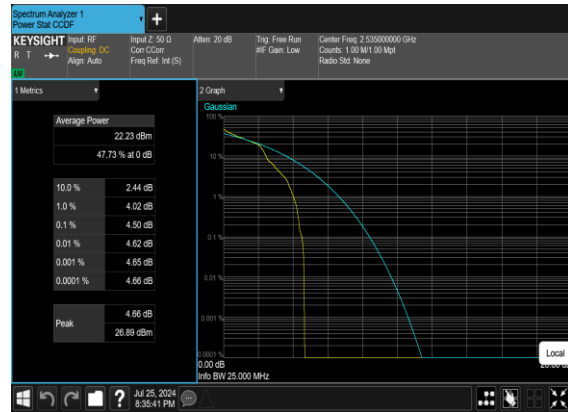 Spectrum Analyzer 1
Power Stat CCDF
KEYSIGHT
R T
LW
Input: RF
Coupling: DC
Align: Auto
Input Z: 50 Ω
Corr CCorr
Freq Ref: Int (S)
Atten: 20 dB
Trig: Free Run
#IF Gain: Low
Center Freq: 2.535000000 GHz
Counts: 1.00 M/1.00 Mpt
Radio Std: None
1 Metrics
Average Power
22.23 dBm
47.73 % at 0 dB
10.0 % 2.44 dB
1.0 % 4.02 dB
0.1 % 4.50 dB
0.01 % 4.62 dB
0.001 % 4.65 dB
0.0001 % 4.66 dB
Peak
4.66 dB
26.89 dBm
2 Graph
Gaussian
100 %
10 %
1 %
0.1 %
0.01 %
0.001 %
0.0001 %
0.00 dB
Info BW 25.000 MHz
Local
?
Jul 25, 2024
8:35:41 PM